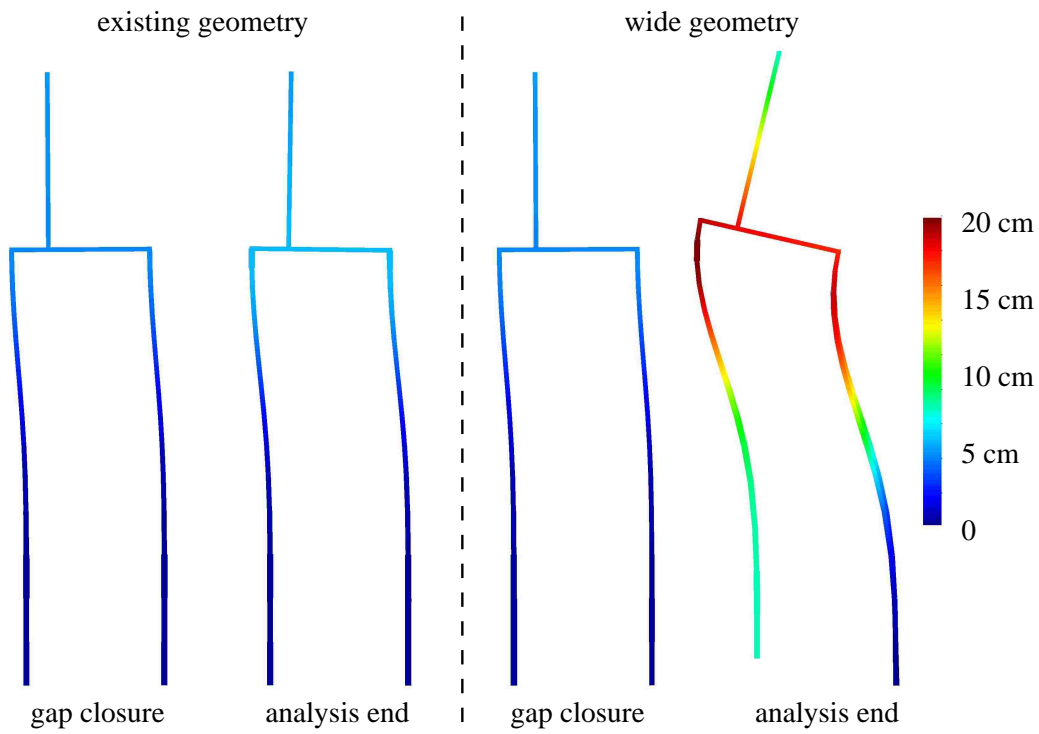 existing geometry
wide geometry
20 cm
15 cm
10 cm
5 cm
0
gap closure
analysis end
gap closure
analysis end